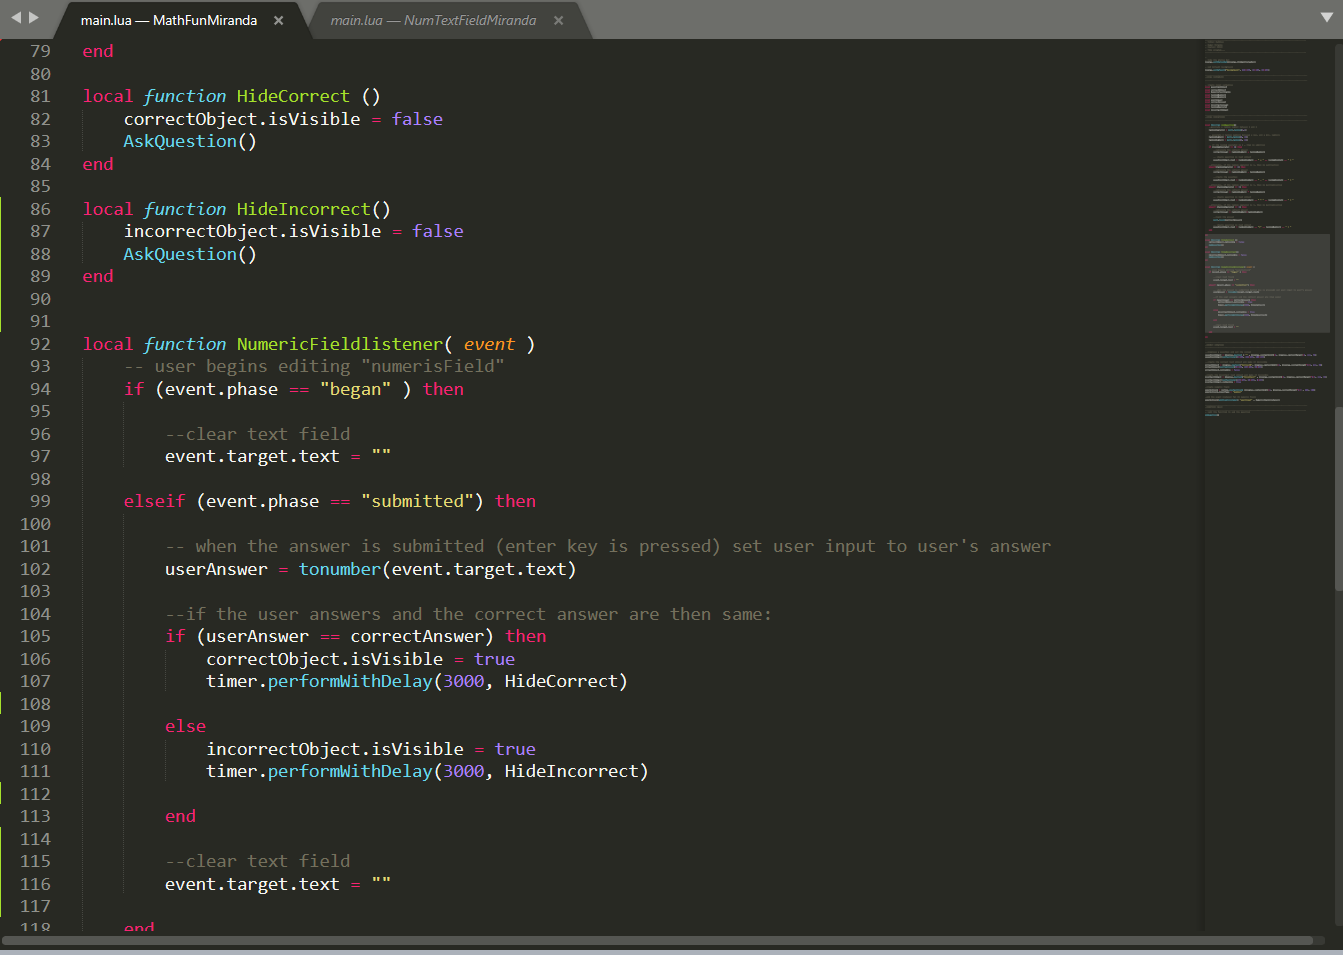 main.lua — MathFunMiranda
main.lua — NumTextFieldMiranda
79 end
80
81 local function HideCorrect ()
82 correctObject.isVisible = false
83 AskQuestion()
84 end
85
86 local function HideIncorrect()
87 incorrectObject.isVisible = false
88 AskQuestion()
89 end
90
91
92 local function NumericFieldlistener( event )
93 -- user begins editing "numerisField"
94 if (event.phase == "began" ) then
95
96 --clear text field
97 event.target.text = ""
98
99 elseif (event.phase == "submitted") then
100
101 -- when the answer is submitted (enter key is pressed) set user input to user's answer
102 userAnswer = tonumber(event.target.text)
103
104 --if the user answers and the correct answer are then same:
105 if (userAnswer == correctAnswer) then
106 correctObject.isVisible = true
107 timer.performWithDelay(3000, HideCorrect)
108
109 else
110 incorrectObject.isVisible = true
111 timer.performWithDelay(3000, HideIncorrect)
112
113 end
114
115 --clear text field
116 event.target.text = ""
117
118 end